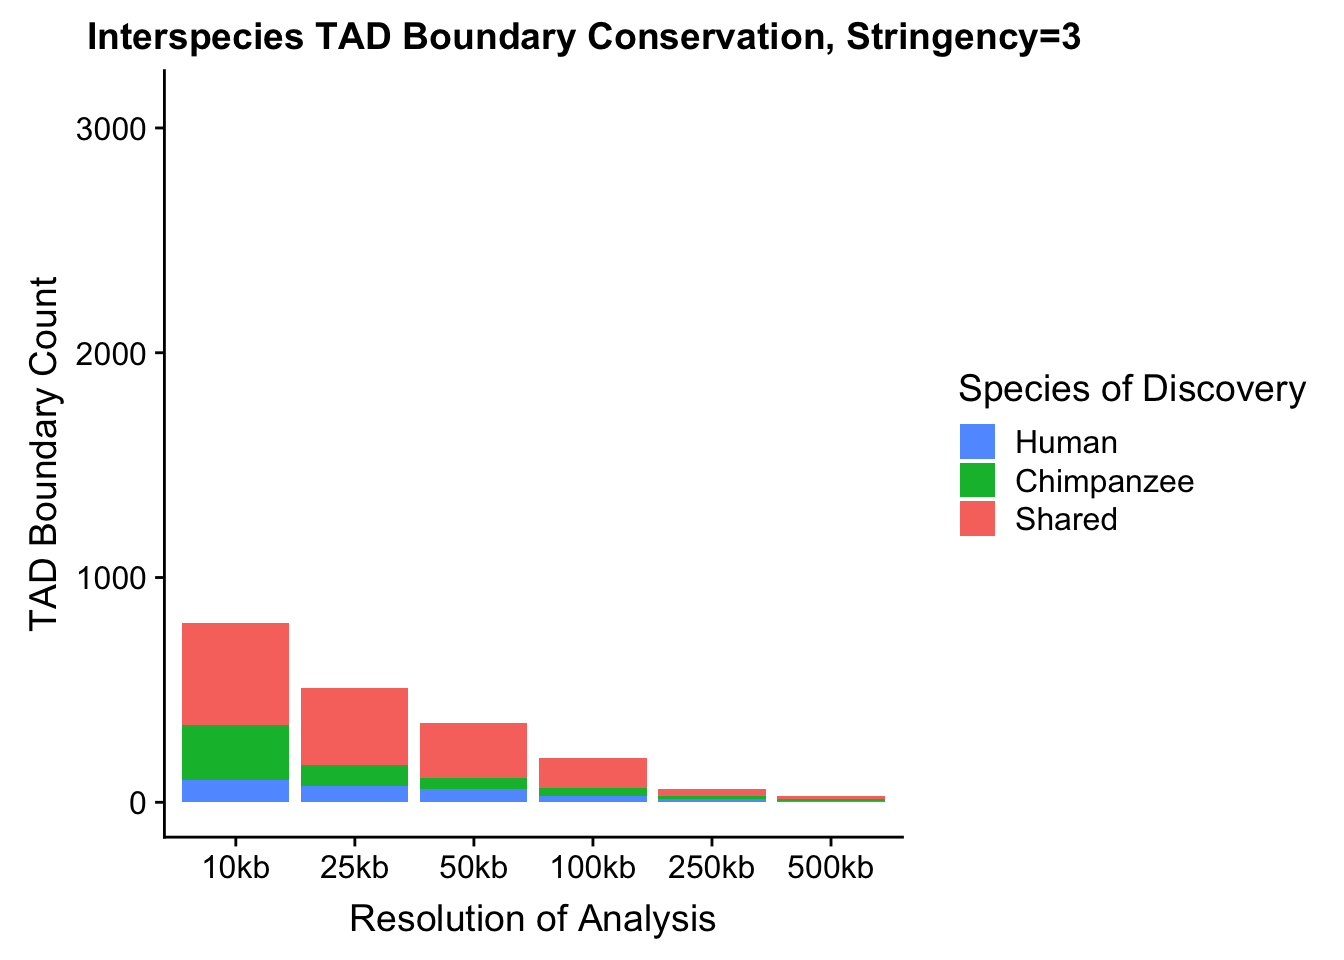 Interspecies TAD Boundary Conservation, Stringency=3
TAD Boundary Count
3000
2000
1000
0
10kb 25kb 50kb 100kb 250kb 500kb
Resolution of Analysis
Species of Discovery
Human
Chimpanzee
Shared